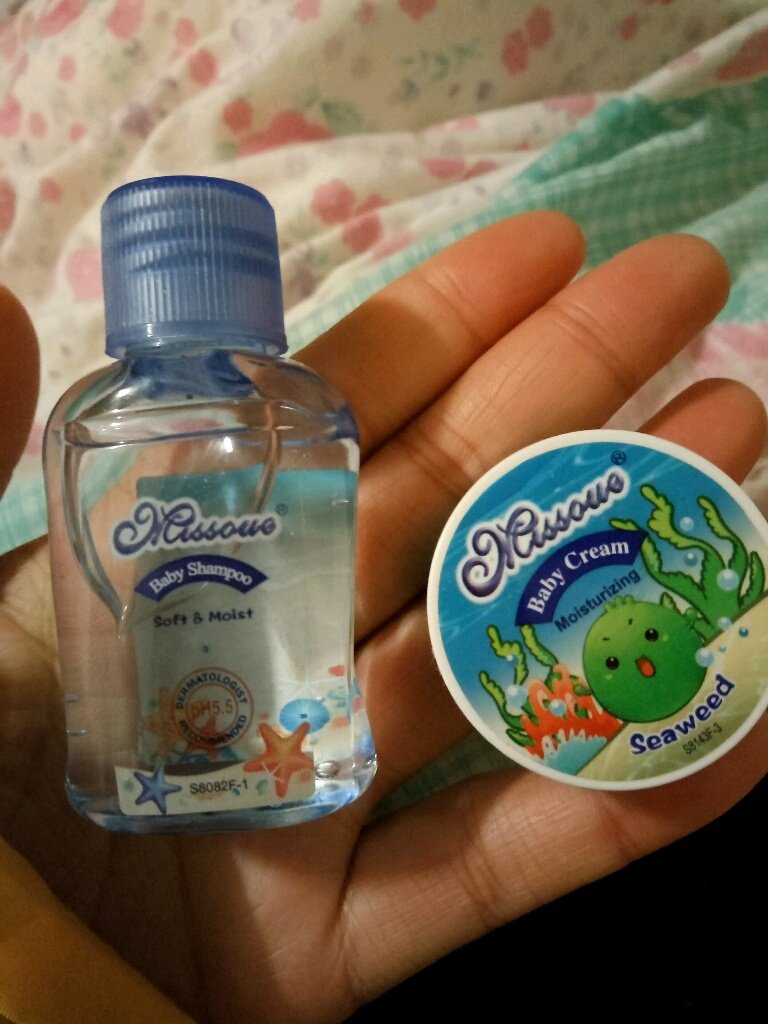 Missoue®
Baby Shampoo
Soft & Moist
DERMATOLOGIST
pH5.5
RECOMMENDED
S8082F-1
Missoue®
Baby Cream
Moisturizing
Seaweed
S8143F-3